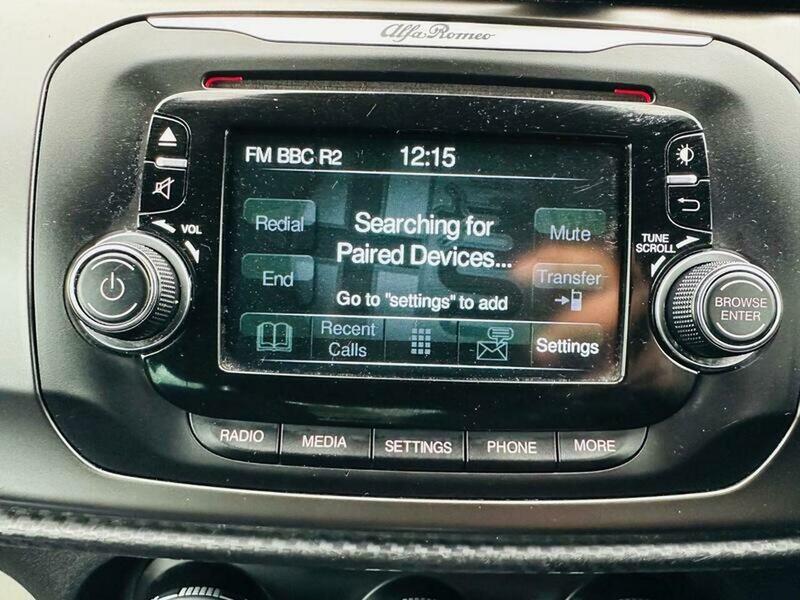 Alfa Romeo
FM BBC R2 12:15
VOL
TUNE
SCROLL
Redial
Searching for
Paired Devices...
Mute
End
Transfer
Go to "settings" to add
BROWSE
ENTER
Recent
Calls
Settings
RADIO MEDIA SETTINGS PHONE MORE